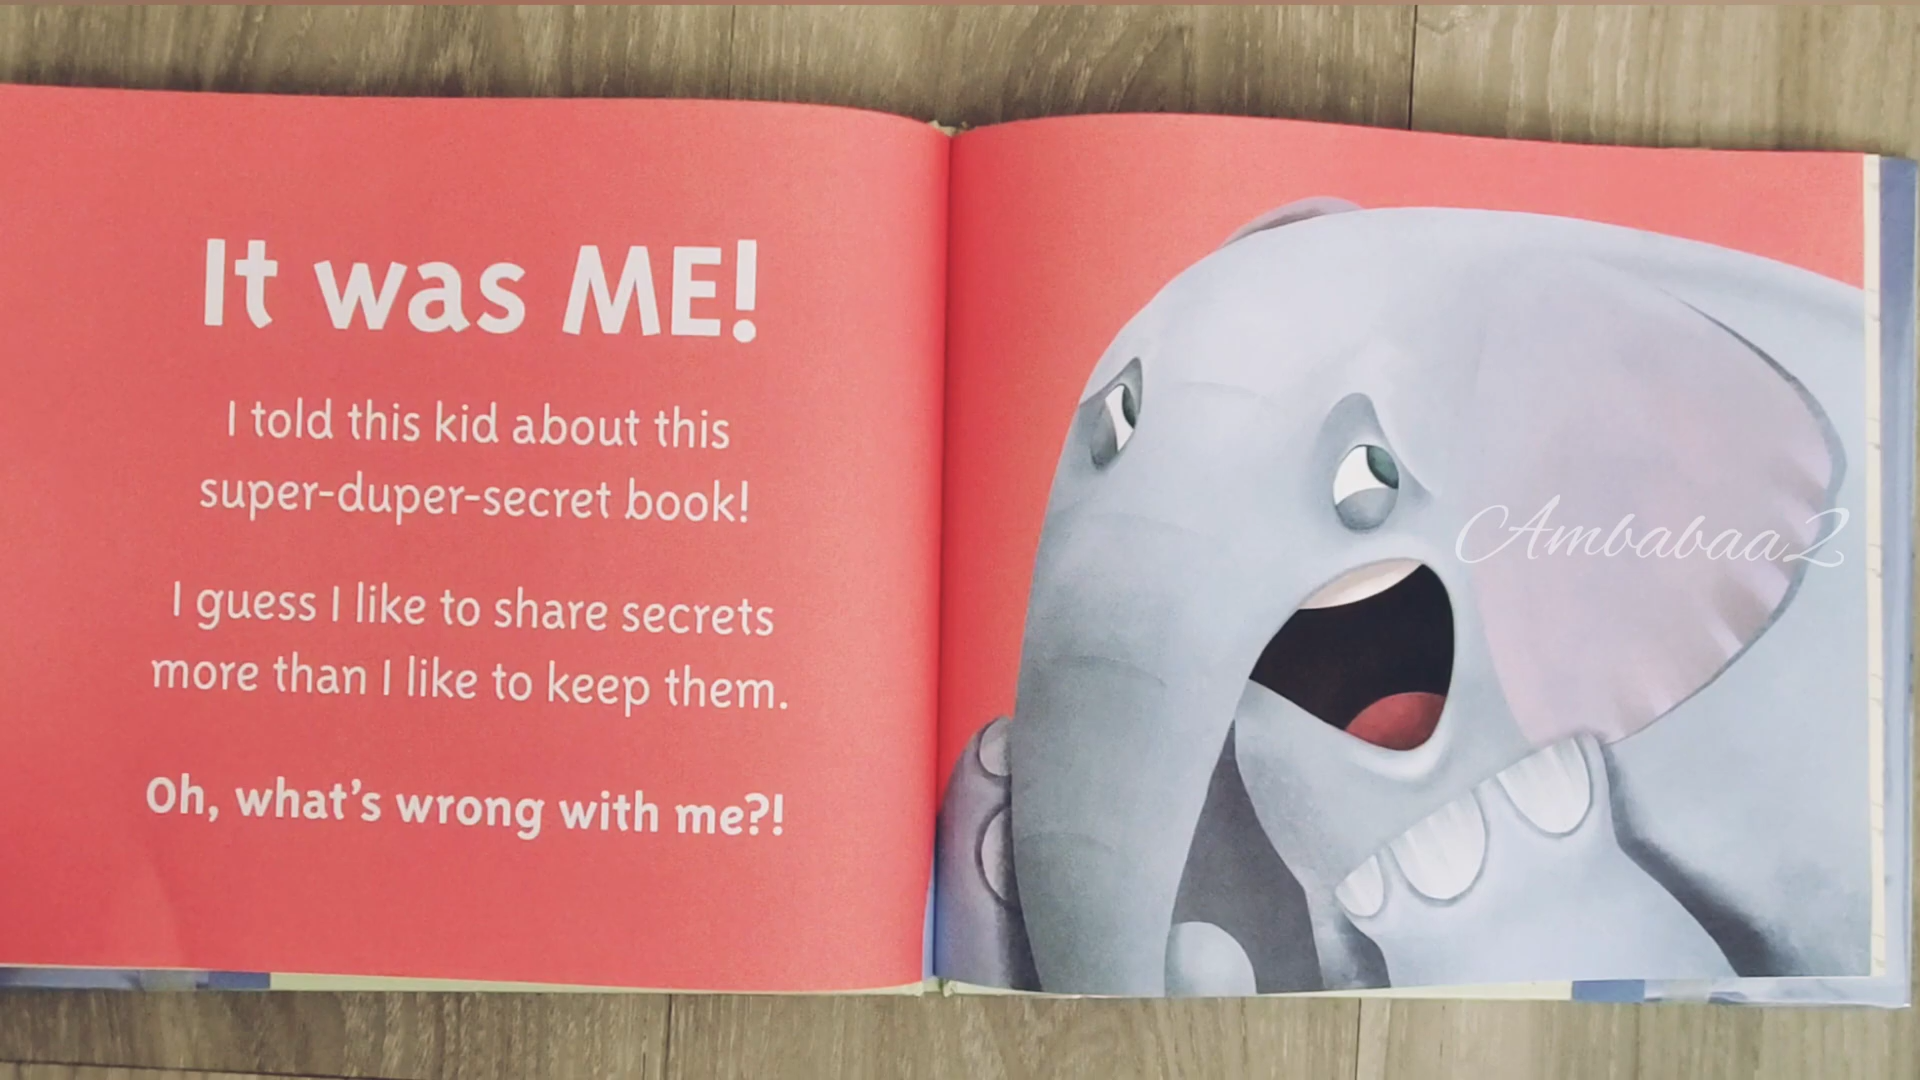 It was ME!
I told this kid about this
super-duper-secret book!
I guess I like to share secrets
more than I like to keep them.
Oh, what's wrong with me?!
Ambabaa2